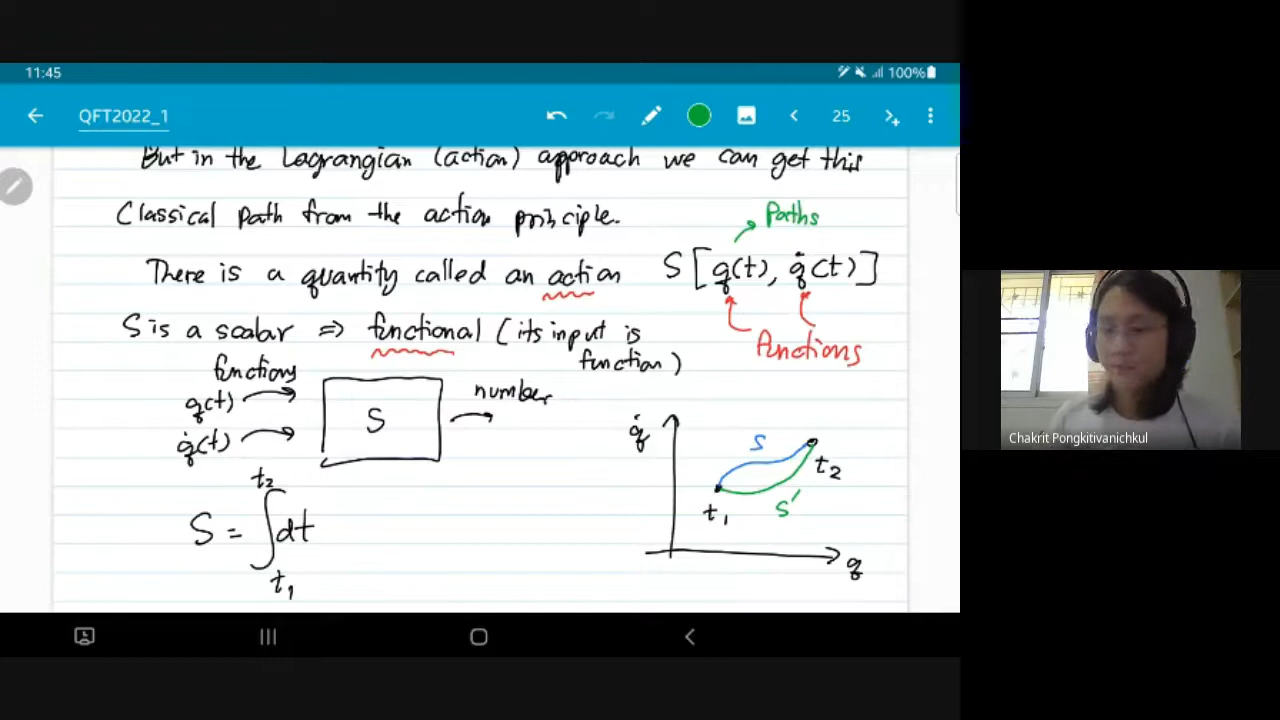 11:45
100%
QFT2022_1
25
But in the Lagrangian (action) approach we can get this
Classical path from the action principle.
Paths
There is a quantity called an action S[q(t), q̇(t)]
S is a scalar ⇒ functional (its input is
function)
Functions
functions
q(t)
q̇(t)
S
number
S = ∫ dt
t₂
t₁
q̇
S
t₂
t₁
S′
q
Chakrit Pongkitivanichkul